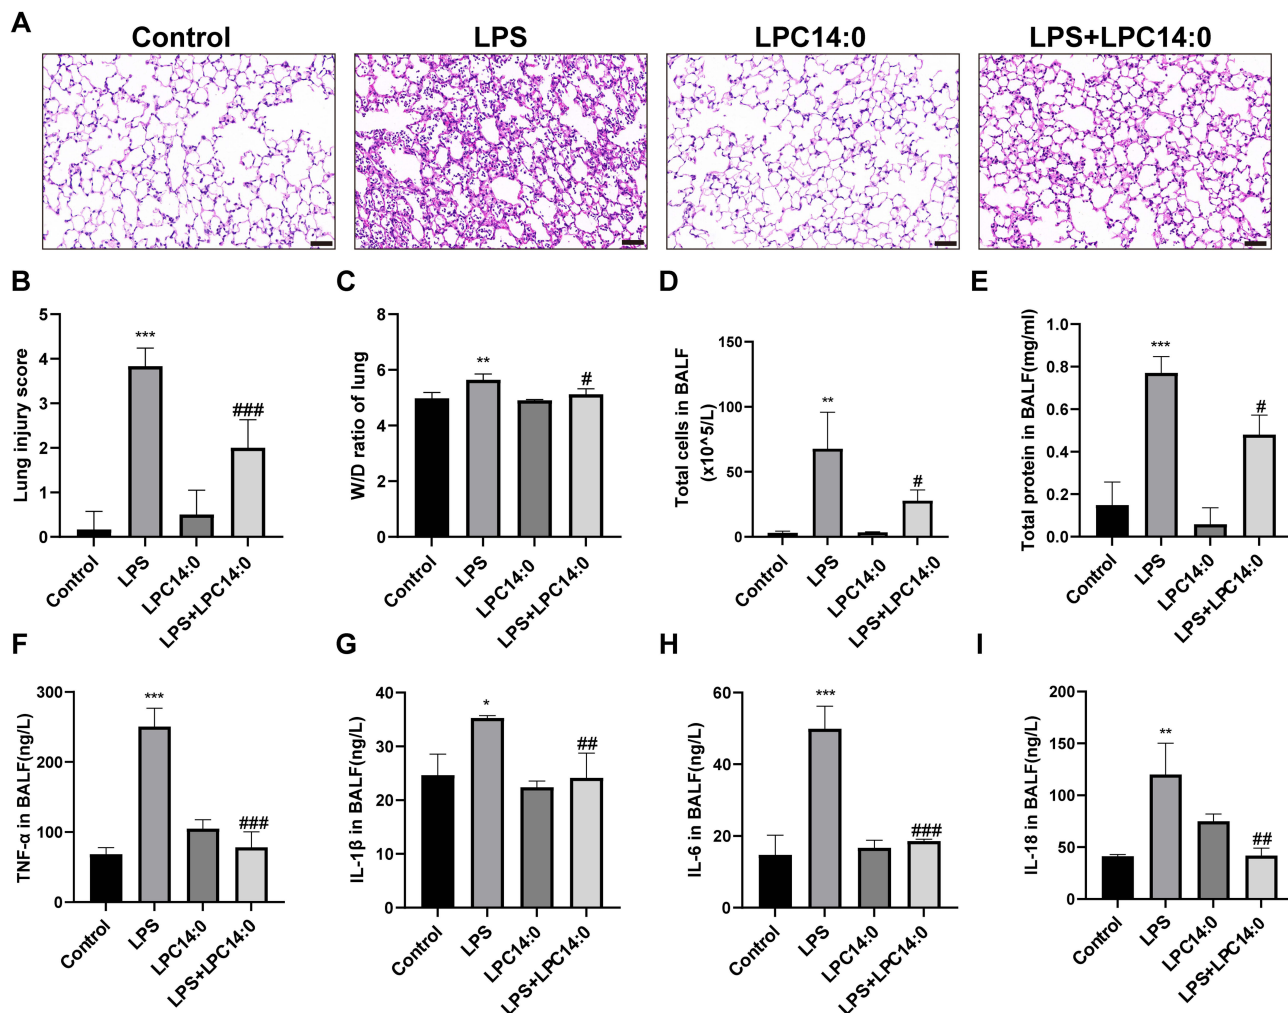 A
Control
LPS
LPC14:0
LPS+LPC14:0
B
Lung injury score
5
4
3
2
1
0
***
###
Control
LPS
LPC14:0
LPS+LPC14:0
C
W/D ratio of lung
8
6
4
2
0
**
#
Control
LPS
LPC14:0
LPS+LPC14:0
D
Total cells in BALF
(x10^5/L)
150
100
50
0
**
#
Control
LPS
LPC14:0
LPS+LPC14:0
E
Total protein in BALF(mg/ml)
1.0
0.8
0.6
0.4
0.2
0.0
***
#
Control
LPS
LPC14:0
LPS+LPC14:0
F
TNF-α in BALF(ng/L)
300
200
100
0
***
###
Control
LPS
LPC14:0
LPS+LPC14:0
G
IL-1β in BALF(ng/L)
40
30
20
10
0
*
##
Control
LPS
LPC14:0
LPS+LPC14:0
H
IL-6 in BALF(ng/L)
60
40
20
0
***
###
Control
LPS
LPC14:0
LPS+LPC14:0
I
IL-18 in BALF(ng/L)
200
150
100
50
0
**
##
Control
LPS
LPC14:0
LPS+LPC14:0